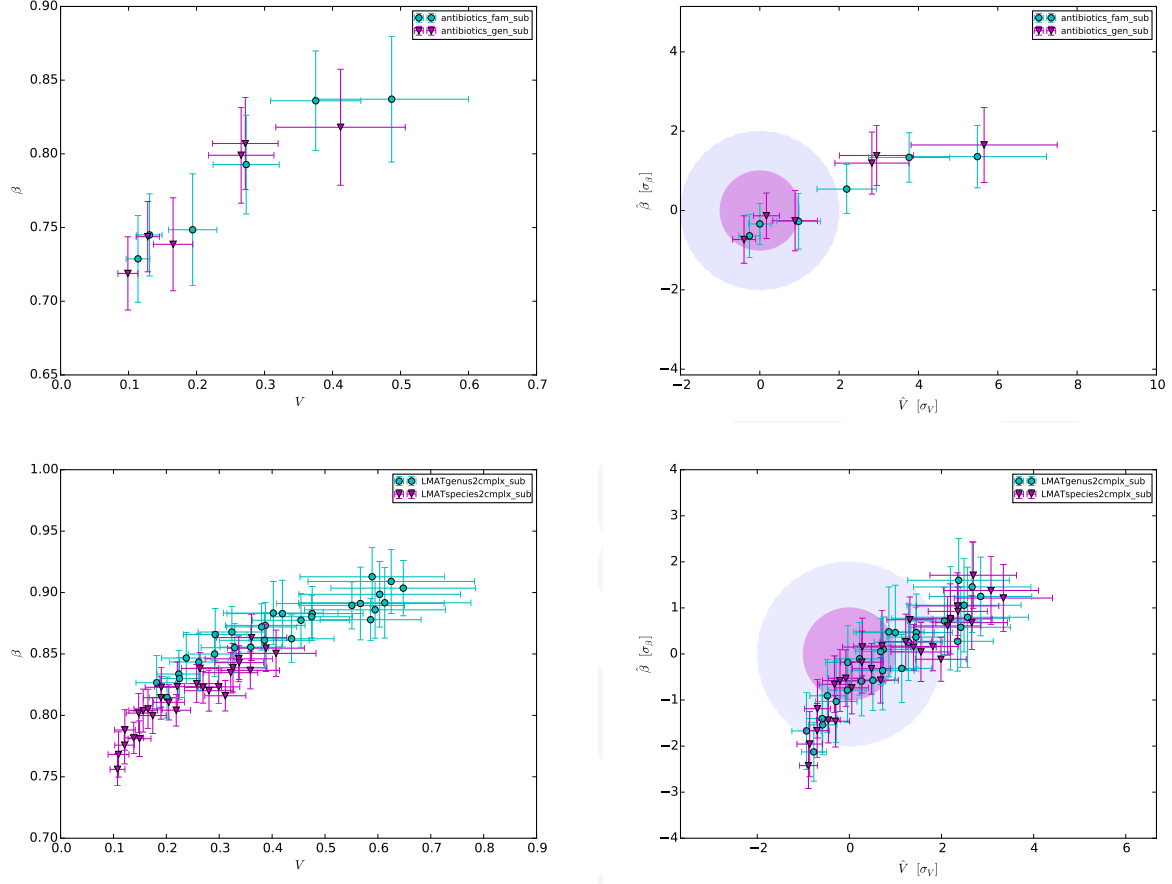 0.90
0.85
0.80
0.75
0.70
0.65
β
0.0 0.1 0.2 0.3 0.4 0.5 0.6 0.7
V
antibiotics_fam_sub
antibiotics_gen_sub
4
2
0
−2
−4
β̂ [σβ]
−2 0 2 4 6 8 10
V̂ [σV]
antibiotics_fam_sub
antibiotics_gen_sub
1.00
0.95
0.90
0.85
0.80
0.75
0.70
β
0.0 0.1 0.2 0.3 0.4 0.5 0.6 0.7 0.8 0.9
V
LMATgenus2cmplx_sub
LMATspecies2cmplx_sub
4
3
2
1
0
−1
−2
−3
−4
β̂ [σβ]
−2 0 2 4 6
V̂ [σV]
LMATgenus2cmplx_sub
LMATspecies2cmplx_sub